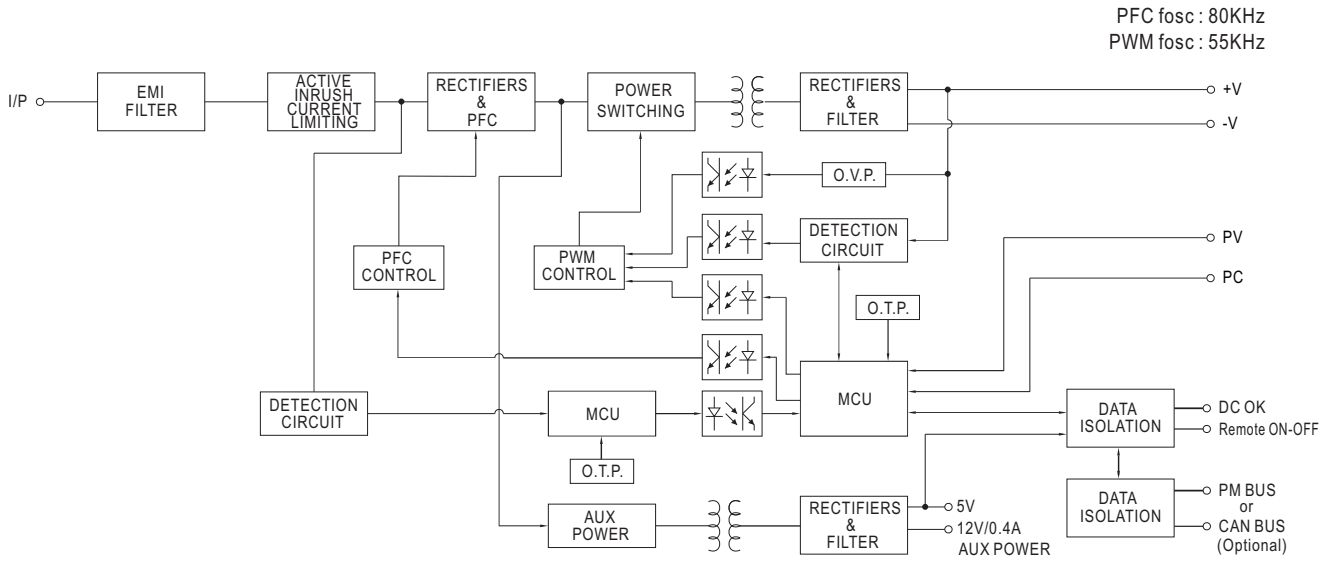 PFC fosc : 80KHz
PWM fosc : 55KHz
I/P
EMI
FILTER
ACTIVE
INRUSH
CURRENT
LIMITING
RECTIFIERS
&
PFC
POWER
SWITCHING
RECTIFIERS
&
FILTER
+V
-V
O.V.P.
PFC
CONTROL
PWM
CONTROL
DETECTION
CIRCUIT
PV
PC
O.T.P.
MCU
DETECTION
CIRCUIT
MCU
O.T.P.
DATA
ISOLATION
DC OK
Remote ON-OFF
AUX
POWER
RECTIFIERS
&
FILTER
5V
12V/0.4A
AUX POWER
DATA
ISOLATION
PM BUS
or
CAN BUS
(Optional)